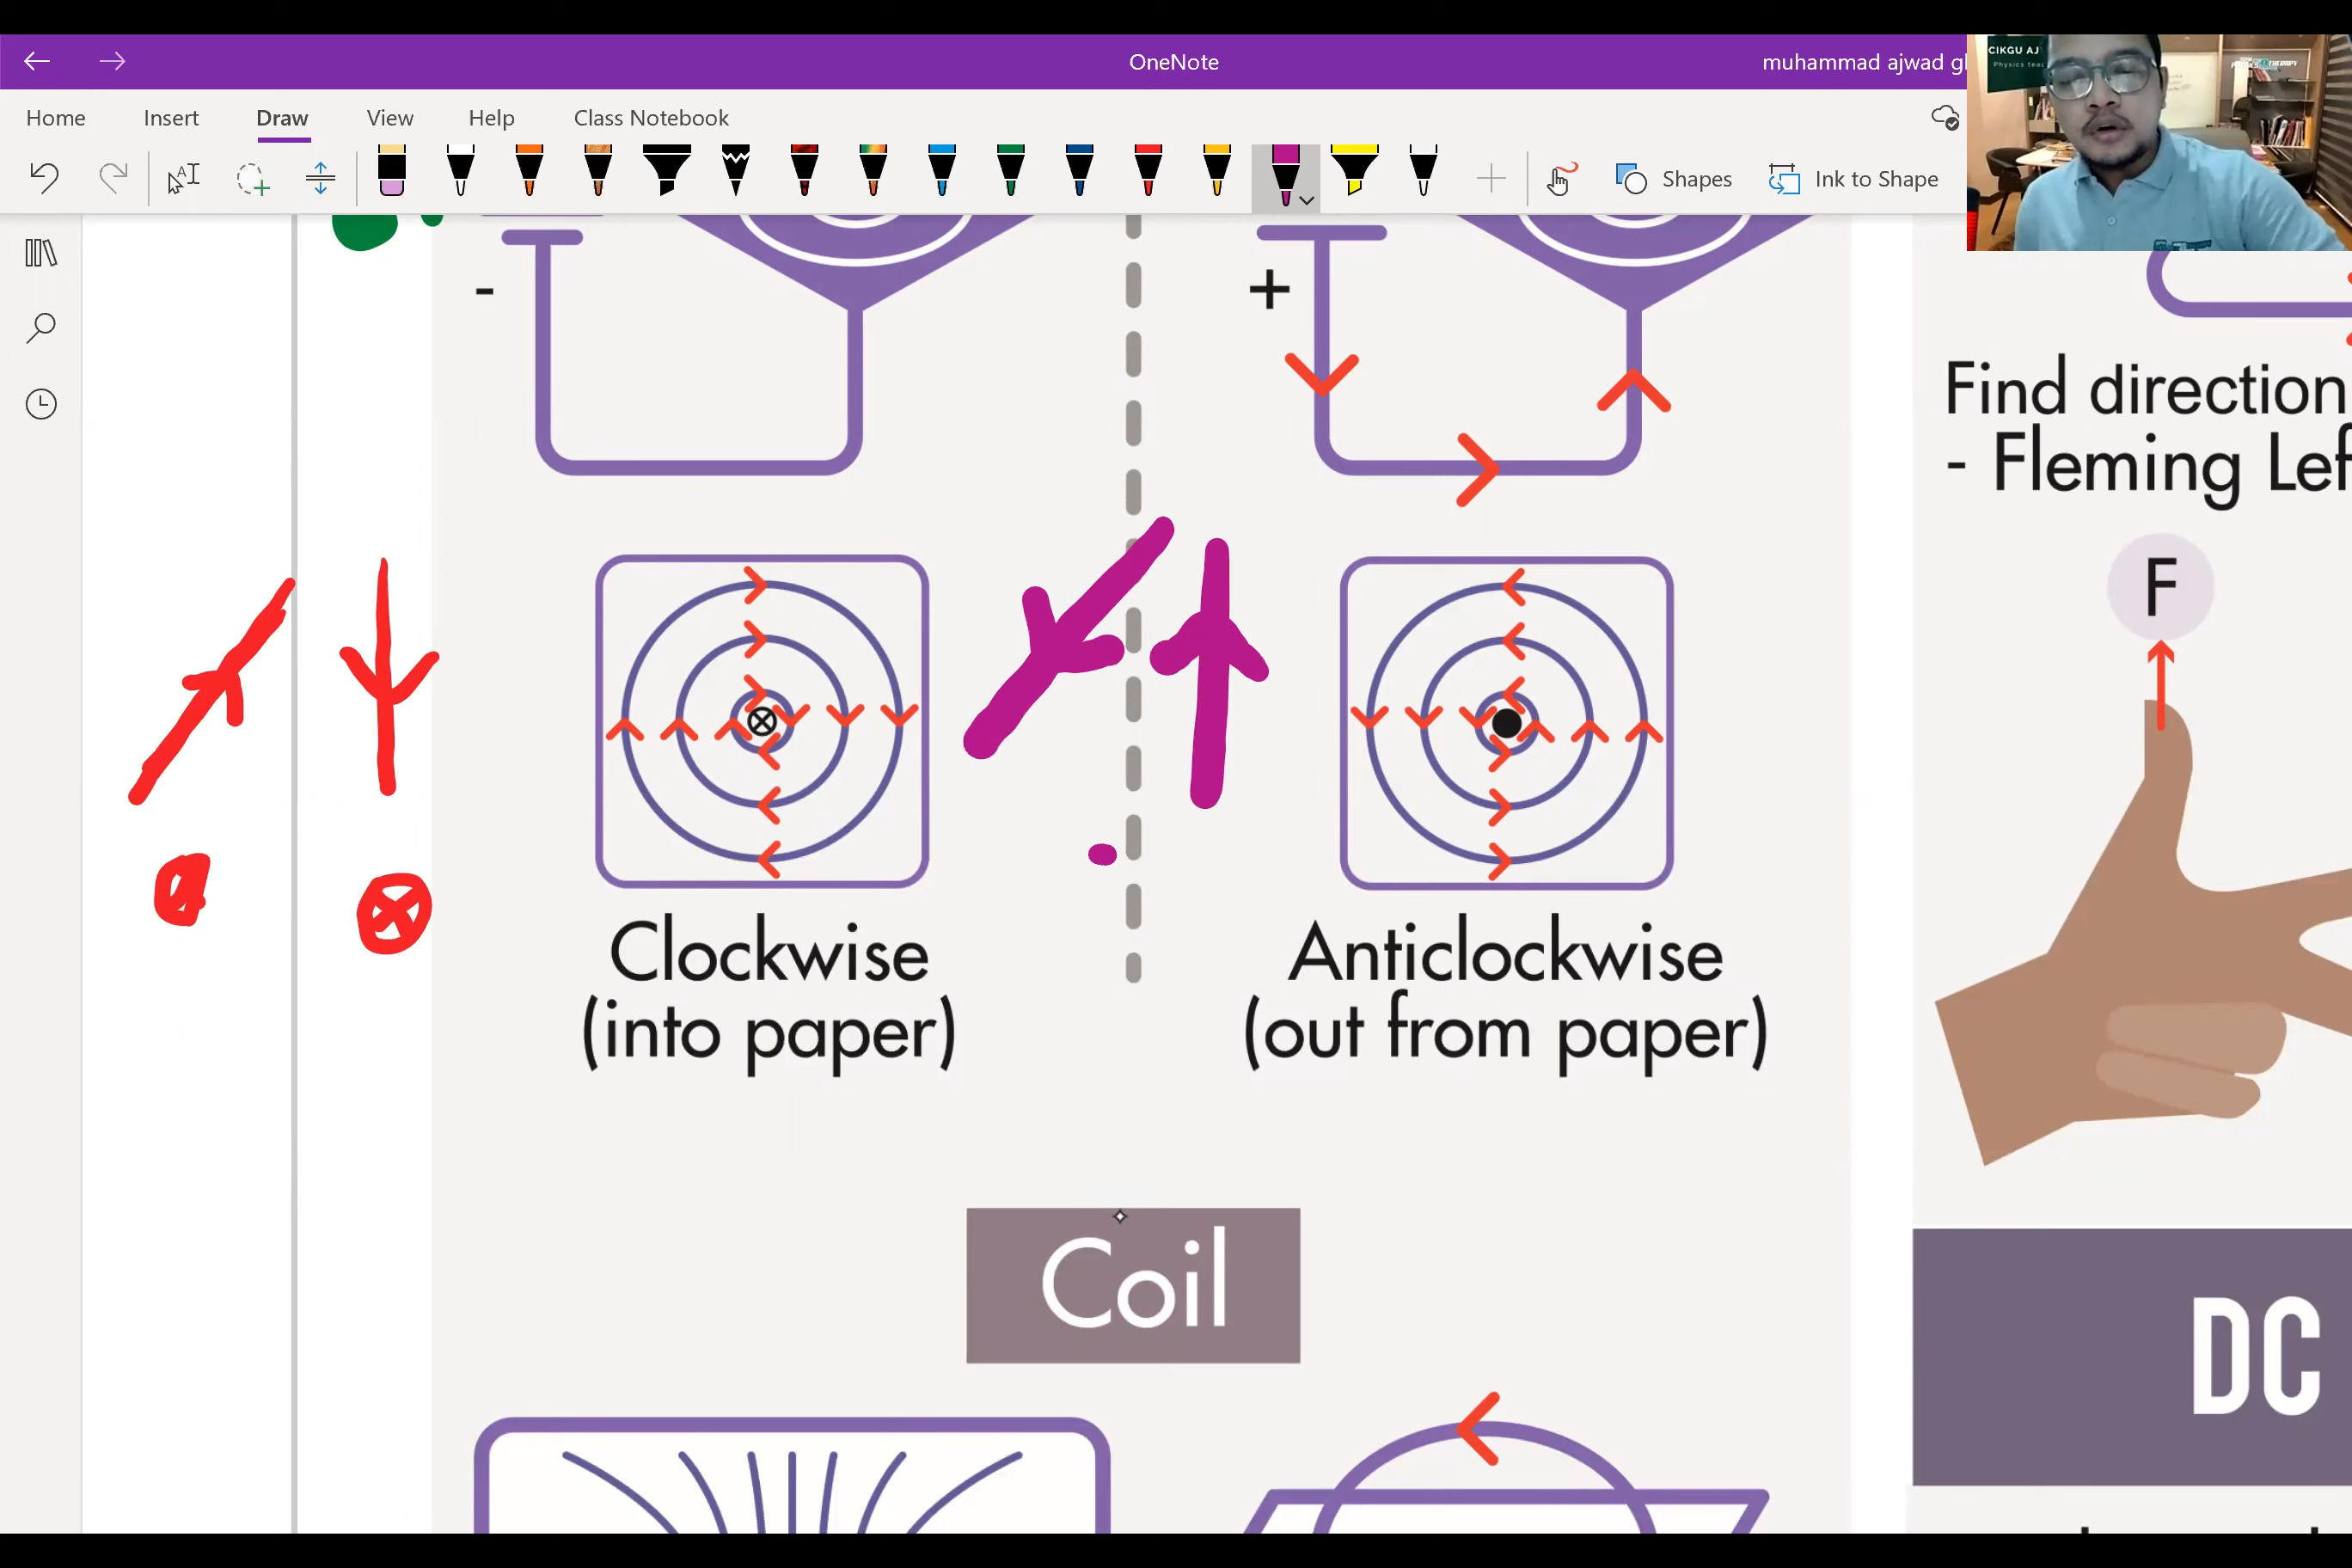 OneNote
muhammad ajwad
CIKGU AJ
Physics
Home Insert Draw View Help Class Notebook
Shapes
Ink to Shape
-
+
Find direction
- Fleming
F
Clockwise
(into paper)
Anticlockwise
(out from paper)
Coil
DC